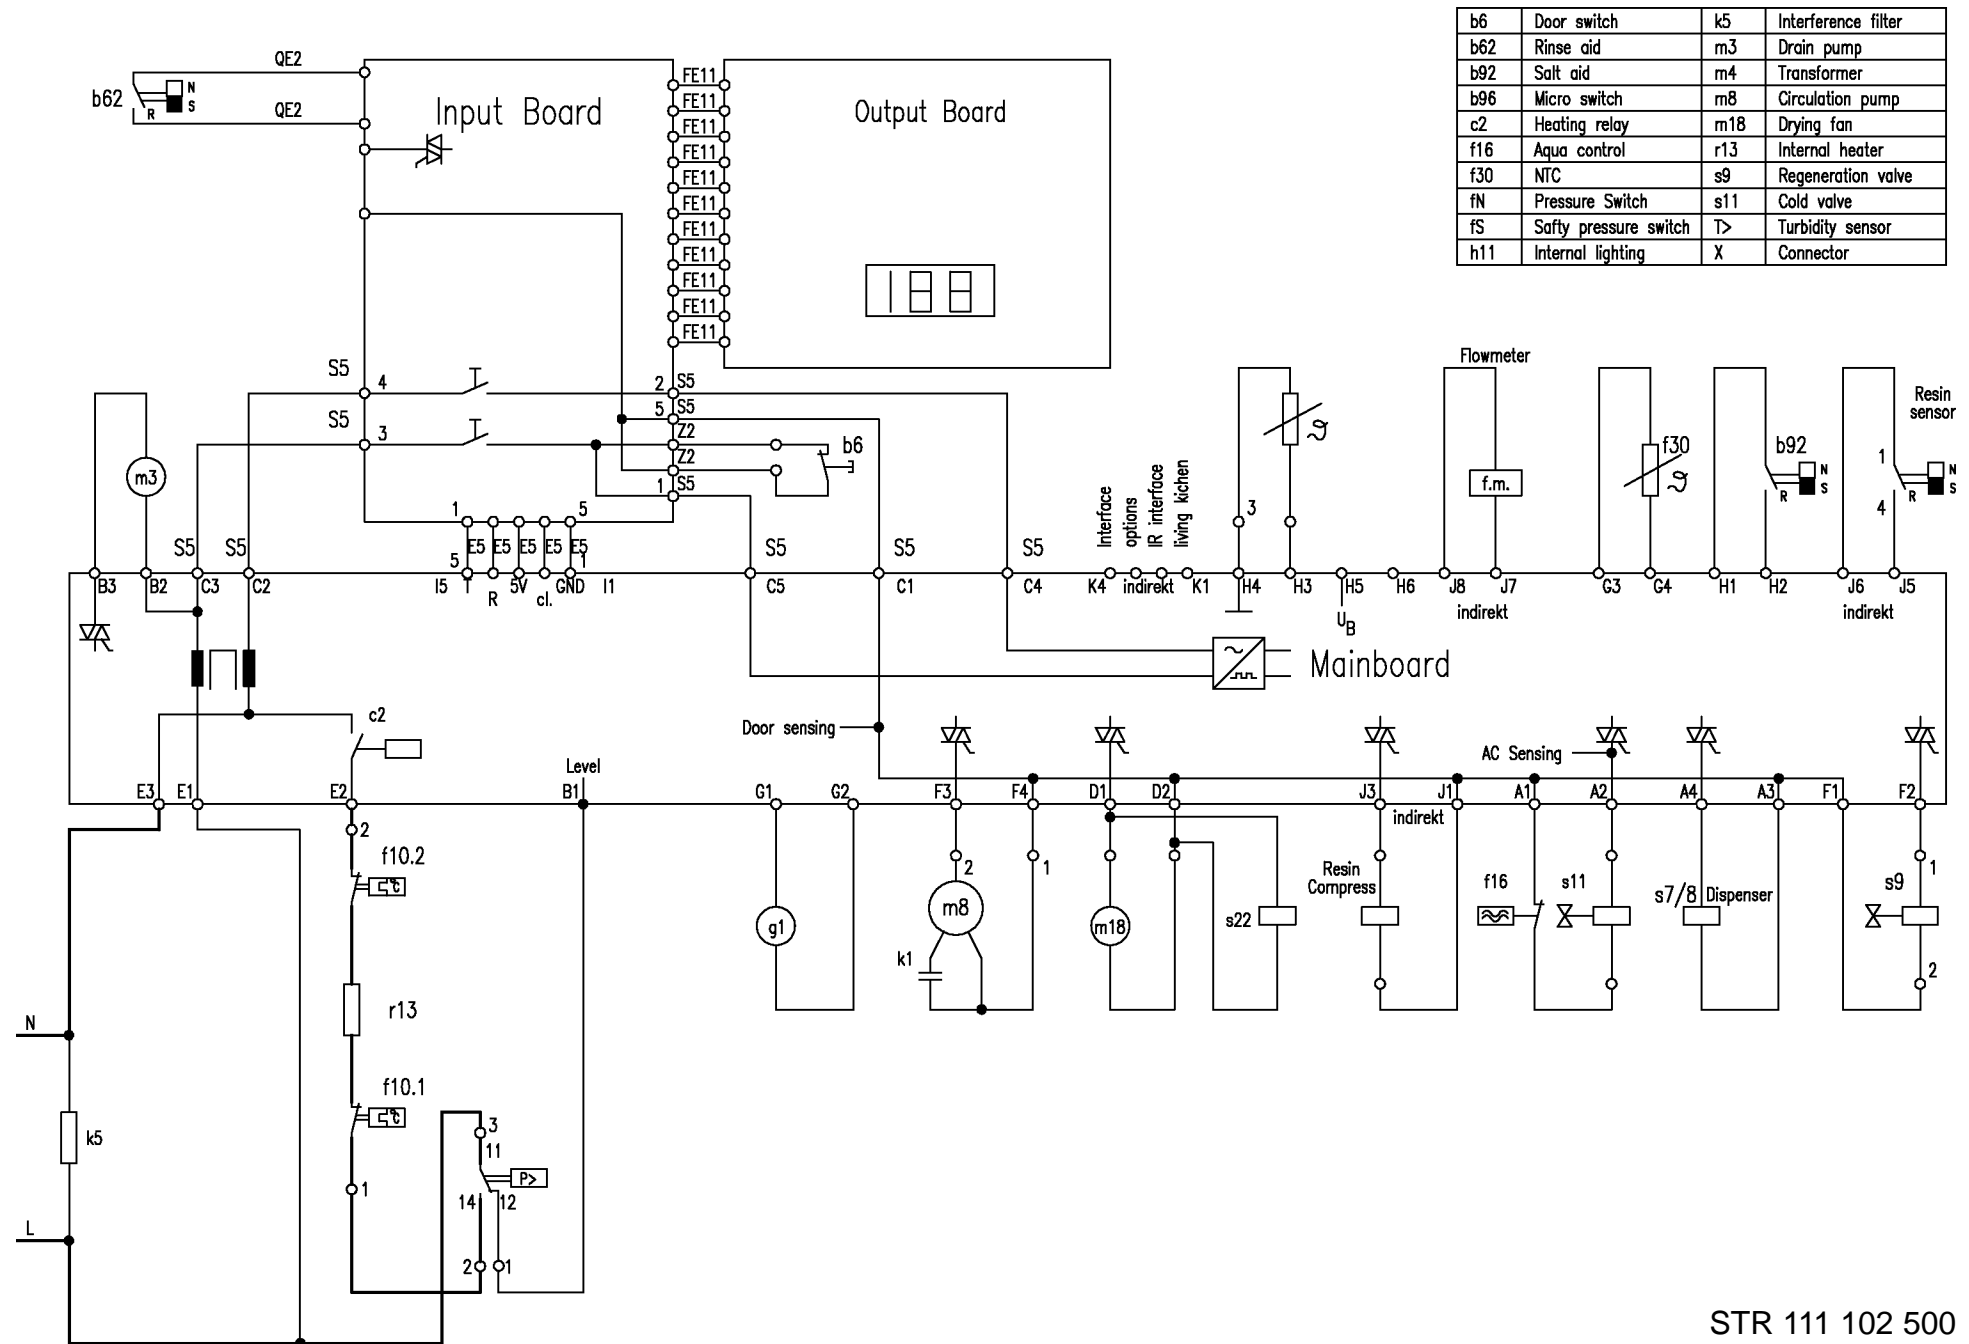 b6 Door switch k5 Interference filter
b62 Rinse aid m3 Drain pump
b92 Salt aid m4 Transformer
b96 Micro switch m8 Circulation pump
c2 Heating relay m18 Drying fan
f16 Aqua control r13 Internal heater
f30 NTC s9 Regeneration valve
fN Pressure Switch s11 Cold valve
fS Safty pressure switch T> Turbidity sensor
h11 Internal lighting X Connector
QE2
QE2
b62 N S R
Input Board
Output Board
FE11
FE11
FE11
FE11
FE11
FE11
FE11
FE11
FE11
FE11
FE11
188
S5 4 2 S5
5 S5
S5 3 Z2
Z2 b6
1 S5
m3
1 5
E5 E5 E5 E5 E5
5 1
S5 S5 S5 S5 S5
Interface
options
IR interface
living kichen
3
Flowmeter
f.m.
f30
b92 N S R
Resin
sensor
1 N S R
4
B3 B2 C3 C2 I5 T R 5V cl. GND I1 C5 C1 C4 K4 indirekt K1 H4 H3 H5 H6 J8 J7 G3 G4 H1 H2 J6 J5
UB
indirekt
indirekt
Mainboard
c2
Door sensing
AC Sensing
Level
E3 E1 E2 B1 G1 G2 F3 F4 D1 D2 J3 J1 A1 A2 A4 A3 F1 F2
indirekt
2
f10.2
°C
r13
f10.1
°C
1
N
k5
L
3
11
P>
14 12
2 1
g1
2 1
m8
k1
m18
s22
Resin
Compress
f16 s11
s7/8 Dispenser
1
s9
2
STR 111 102 500